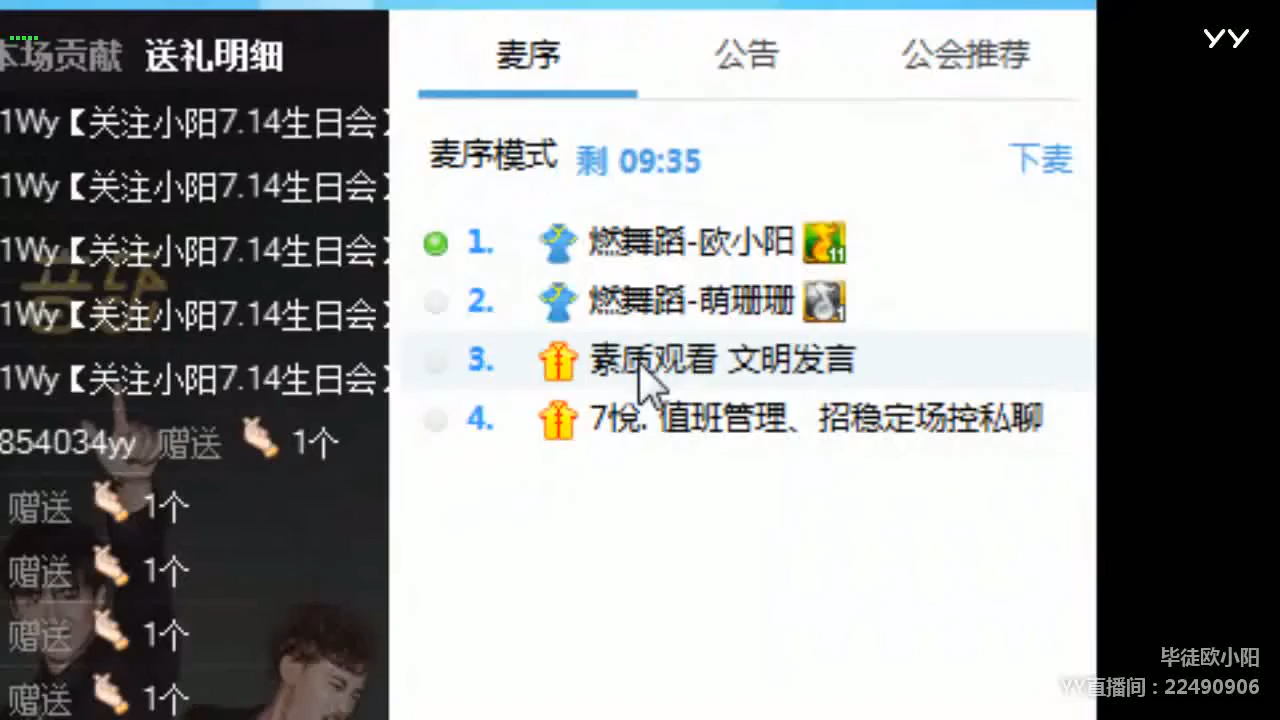 本场贡献 送礼明细
1Wy【关注小阳7.14生日会】
1Wy【关注小阳7.14生日会】
1Wy【关注小阳7.14生日会】
1Wy【关注小阳7.14生日会】
1Wy【关注小阳7.14生日会】
854034yy 赠送 1个
赠送 1个
赠送 1个
赠送 1个
赠送 1个
麦序 公告 公会推荐
麦序模式 剩 09:35 下麦
1. 燃舞蹈-欧小阳 11
2. 燃舞蹈-萌珊珊 1
3. 素质观看 文明发言
4. 7悦. 值班管理、招稳定场控私聊
YY
毕徒欧小阳
YY直播间：22490906